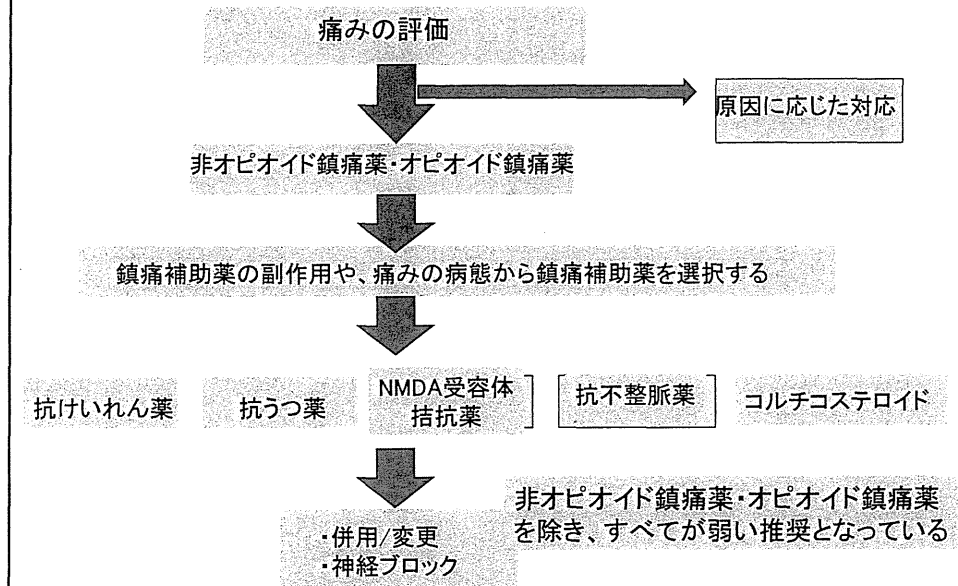 痛みの評価
原因に応じた対応
非オピオイド鎮痛薬・オピオイド鎮痛薬
鎮痛補助薬の副作用や、痛みの病態から鎮痛補助薬を選択する
抗けいれん薬
抗うつ薬
NMDA受容体
拮抗薬
抗不整脈薬
コルチコステロイド
非オピオイド鎮痛薬・オピオイド鎮痛薬
を除き、すべてが弱い推奨となっている
・併用/変更
・神経ブロック